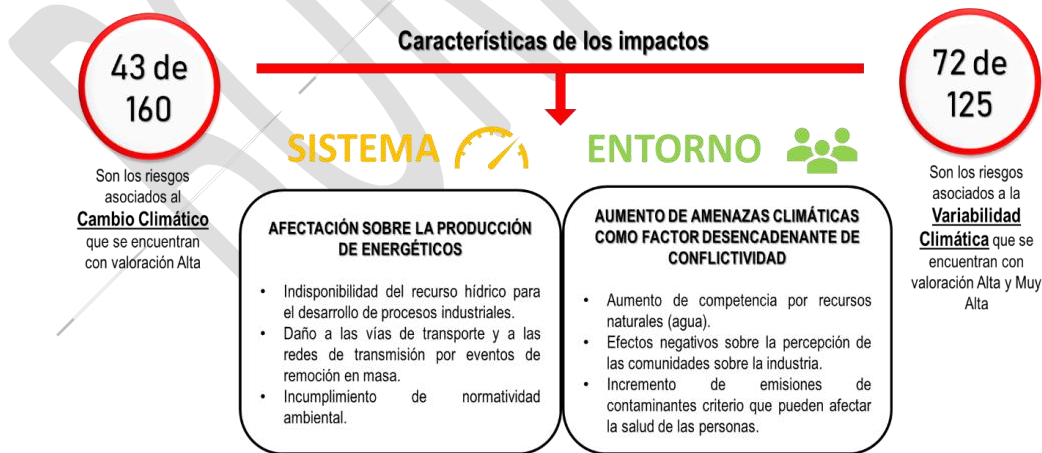 Características de los impactos
43 de
160
Son los riesgos
asociados al
Cambio Climático
que se encuentran
con valoración Alta
SISTEMA
AFECTACIÓN SOBRE LA PRODUCCIÓN
DE ENERGÉTICOS
• Indisponibilidad del recurso hídrico para
el desarrollo de procesos industriales.
• Daño a las vías de transporte y a las
redes de transmisión por eventos de
remoción en masa.
• Incumplimiento de normatividad
ambiental.
ENTORNO
AUMENTO DE AMENAZAS CLIMÁTICAS
COMO FACTOR DESENCADENANTE DE
CONFLICTIVIDAD
• Aumento de competencia por recursos
naturales (agua).
• Efectos negativos sobre la percepción de
las comunidades sobre la industria.
• Incremento de emisiones de
contaminantes criterio que pueden afectar
la salud de las personas.
72 de
125
Son los riesgos
asociados a la
Variabilidad
Climática que se
encuentran con
valoración Alta y Muy
Alta